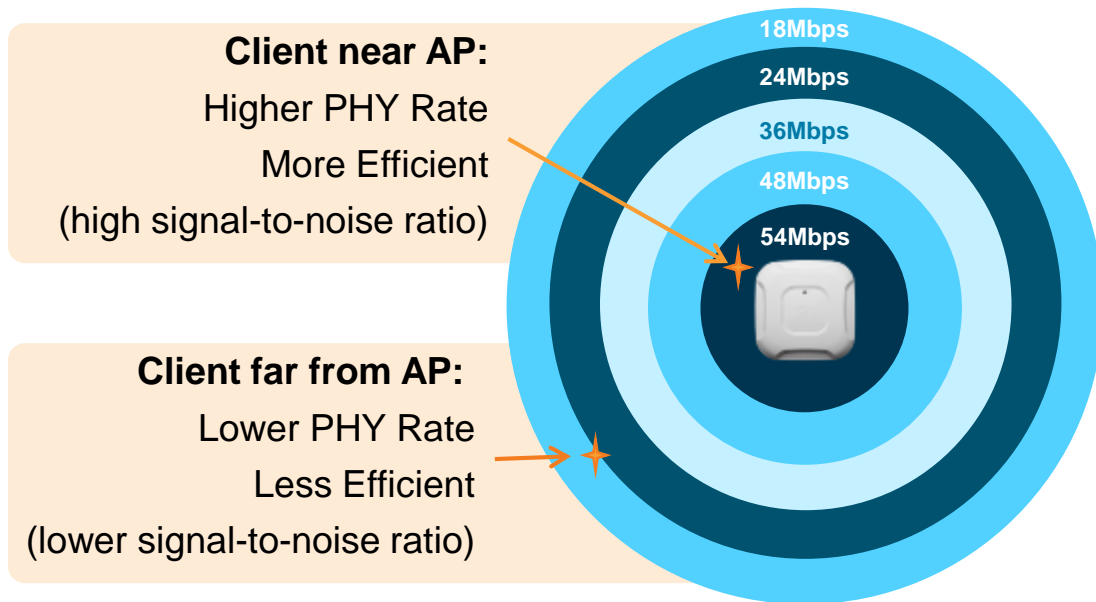 Client near AP:
Higher PHY Rate
More Efficient
(high signal-to-noise ratio)
Client far from AP:
Lower PHY Rate
Less Efficient
(lower signal-to-noise ratio)
18Mbps
24Mbps
36Mbps
48Mbps
54Mbps